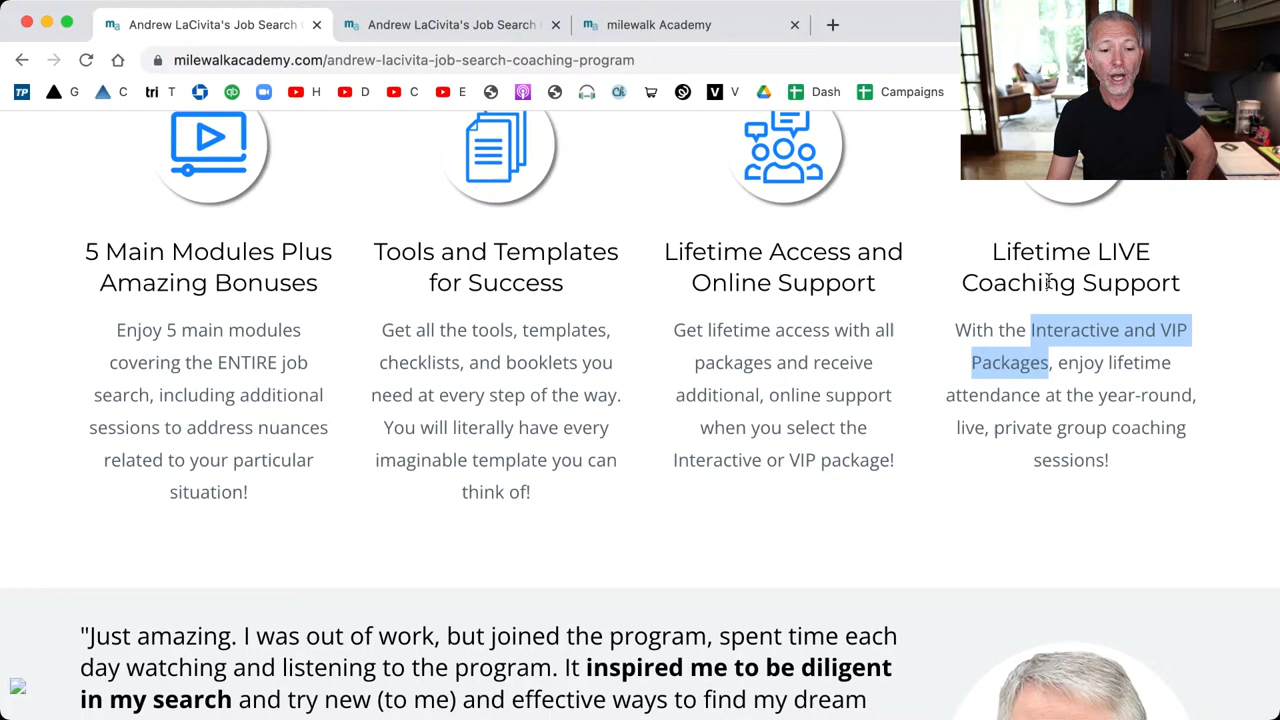 Andrew LaCivita's Job Search
Andrew LaCivita's Job Search
milewalk Academy
milewalkacademy.com/andrew-lacivita-job-search-coaching-program
TP G C tri T H D C E V V Dash Campaigns
5 Main Modules Plus
Amazing Bonuses
Enjoy 5 main modules
covering the ENTIRE job
search, including additional
sessions to address nuances
related to your particular
situation!
Tools and Templates
for Success
Get all the tools, templates,
checklists, and booklets you
need at every step of the way.
You will literally have every
imaginable template you can
think of!
Lifetime Access and
Online Support
Get lifetime access with all
packages and receive
additional, online support
when you select the
Interactive or VIP package!
Lifetime LIVE
Coaching Support
With the Interactive and VIP
Packages, enjoy lifetime
attendance at the year-round,
live, private group coaching
sessions!
"Just amazing. I was out of work, but joined the program, spent time each
day watching and listening to the program. It inspired me to be diligent
in my search and try new (to me) and effective ways to find my dream